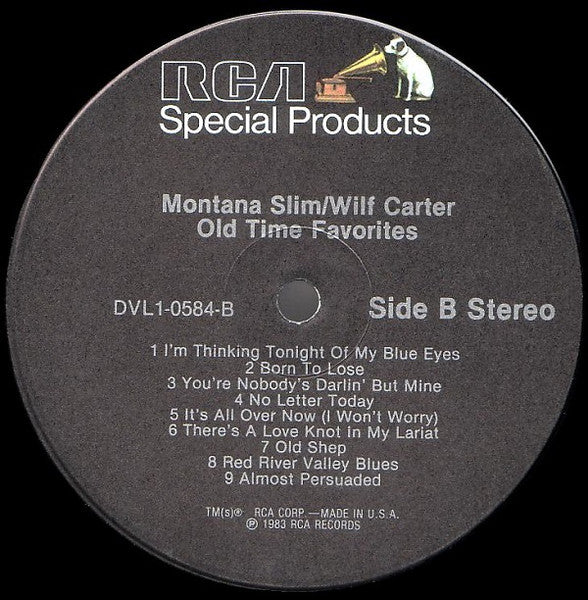 RCA
Special Products
Montana Slim/Wilf Carter
Old Time Favorites
DVL1-0584-B
Side B Stereo
1 I'm Thinking Tonight Of My Blue Eyes
2 Born To Lose
3 You're Nobody's Darlin' But Mine
4 No Letter Today
5 It's All Over Now (I Won't Worry)
6 There's A Love Knot In My Lariat
7 Old Shep
8 Red River Valley Blues
9 Almost Persuaded
TM(s)® RCA CORP.—MADE IN U.S.A.
℗ 1983 RCA RECORDS